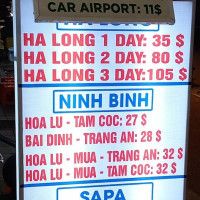 CAR AIRPORT: 11$
HA LONG
HA LONG 1 DAY: 35 $
HA LONG 2 DAY: 80 $
HA LONG 3 DAY:105 $
NINH BINH
HOA LU - TAM COC: 27 $
BAI DINH - TRANG AN: 28 $
HOA LU - MUA - TRANG AN: 32 $
HOA LU - MUA - TAM COC: 32 $
SAPA